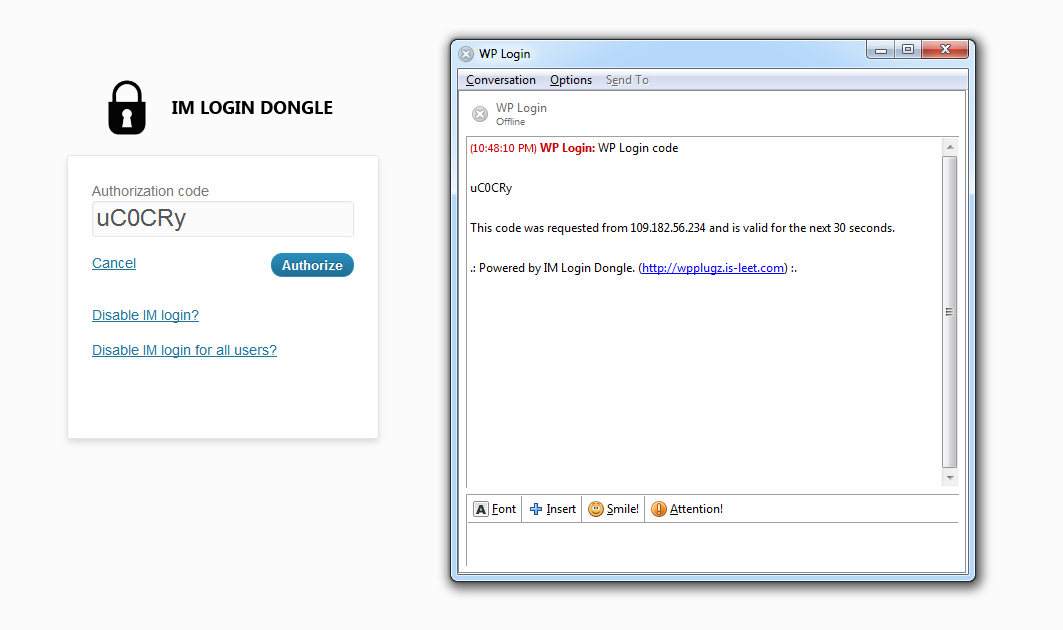 IM LOGIN DONGLE
Authorization code
uC0CRy
Cancel
Authorize
Disable IM login?
Disable IM login for all users?
WP Login
Conversation Options Send To
WP Login
Offline
(10:48:10 PM) WP Login: WP Login code
uC0CRy
This code was requested from 109.182.56.234 and is valid for the next 30 seconds.
.: Powered by IM Login Dongle. (http://wpplugz.is-leet.com) :.
A Font Insert Smile! Attention!